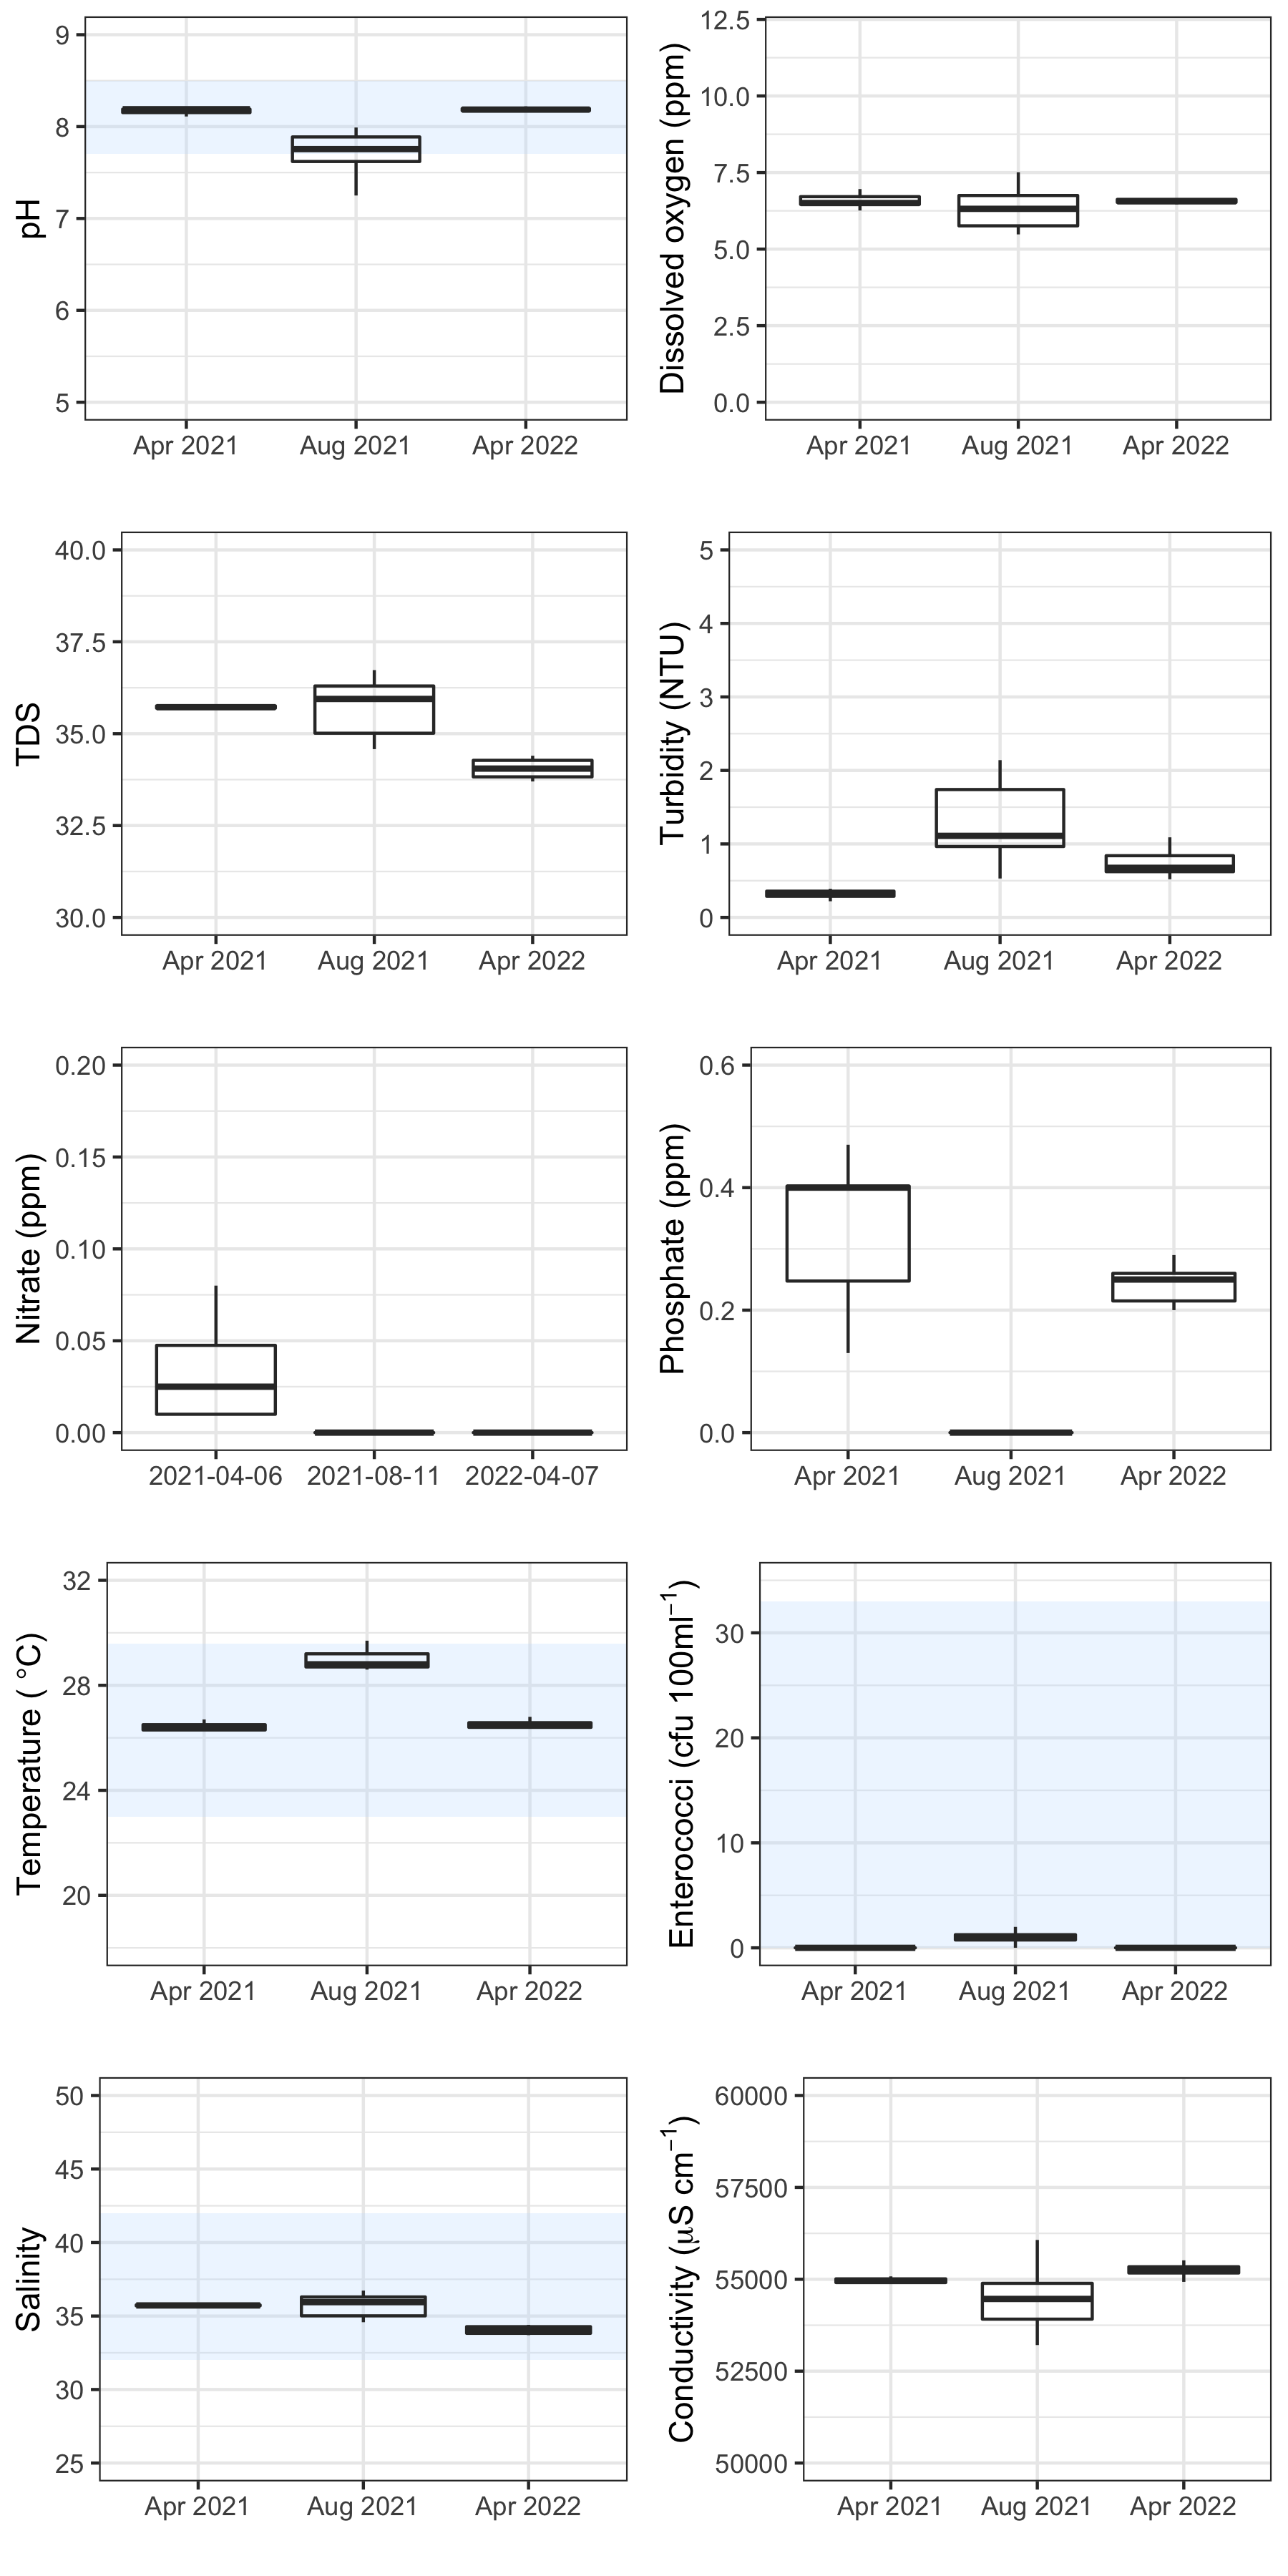 pH
9
8
7
6
5
Apr 2021 Aug 2021 Apr 2022
Dissolved oxygen (ppm)
12.5
10.0
7.5
5.0
2.5
0.0
Apr 2021 Aug 2021 Apr 2022
TDS
40.0
37.5
35.0
32.5
30.0
Apr 2021 Aug 2021 Apr 2022
Turbidity (NTU)
5
4
3
2
1
0
Apr 2021 Aug 2021 Apr 2022
Nitrate (ppm)
0.20
0.15
0.10
0.05
0.00
2021-04-06 2021-08-11 2022-04-07
Phosphate (ppm)
0.6
0.4
0.2
0.0
Apr 2021 Aug 2021 Apr 2022
Temperature ( °C)
32
28
24
20
Apr 2021 Aug 2021 Apr 2022
Enterococci (cfu 100ml⁻¹)
30
20
10
0
Apr 2021 Aug 2021 Apr 2022
Salinity
50
45
40
35
30
25
Apr 2021 Aug 2021 Apr 2022
Conductivity (µS cm⁻¹)
60000
57500
55000
52500
50000
Apr 2021 Aug 2021 Apr 2022